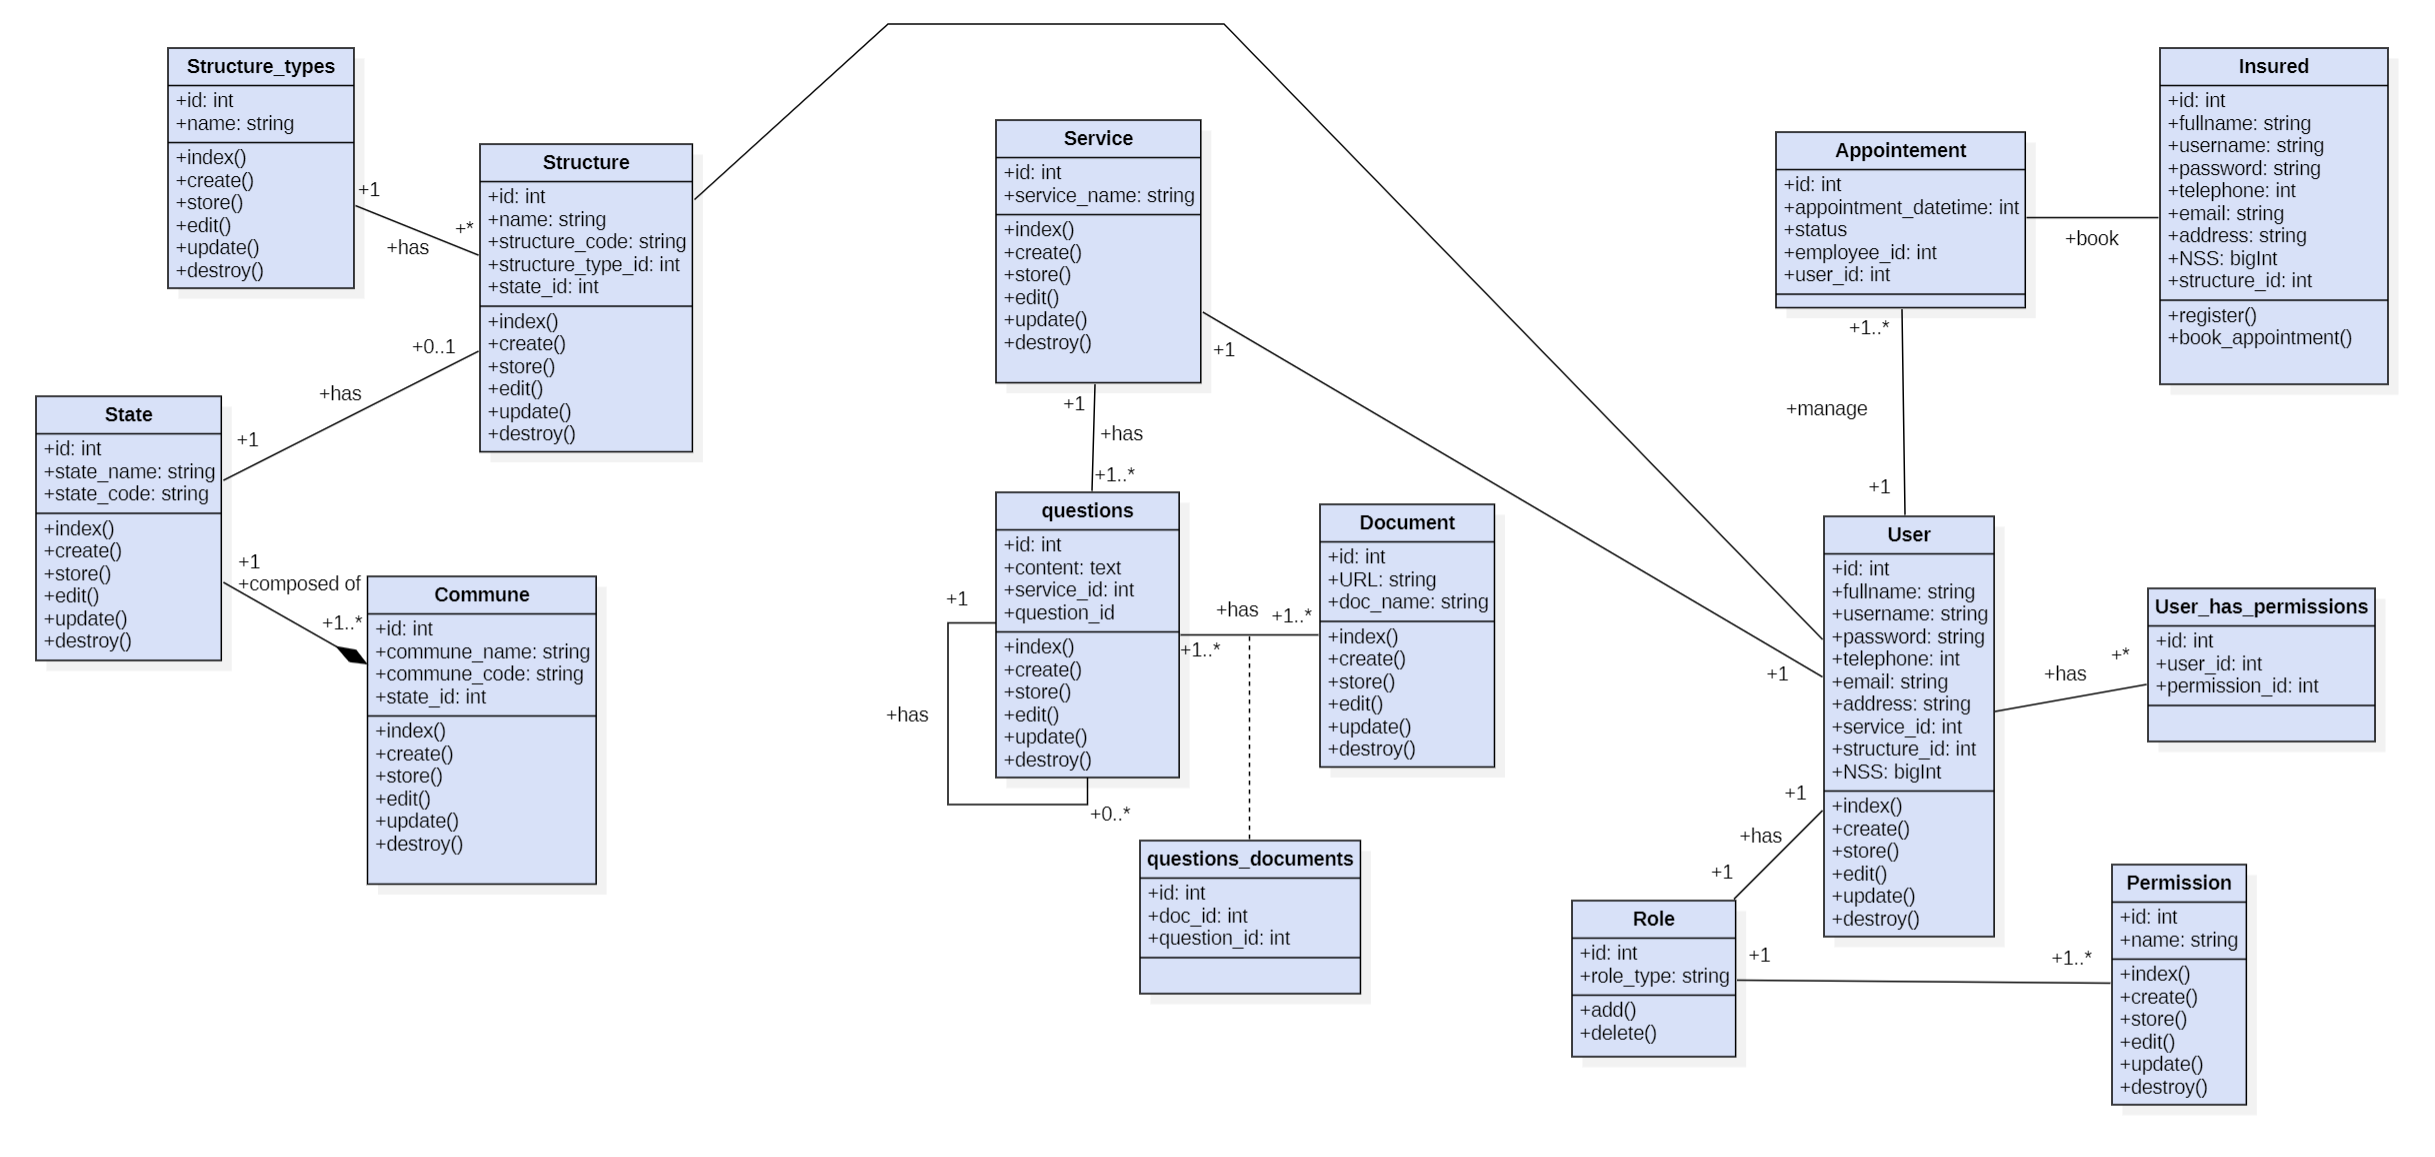 Structure_types
+id: int
+name: string
+index()
+create()
+store()
+edit()
+update()
+destroy()
+1
+*
+has
Structure
+id: int
+name: string
+structure_code: string
+structure_type_id: int
+state_id: int
+index()
+create()
+store()
+edit()
+update()
+destroy()
+0..1
+has
+1
State
+id: int
+state_name: string
+state_code: string
+index()
+create()
+store()
+edit()
+update()
+destroy()
+1
+composed of
+1..*
Commune
+id: int
+commune_name: string
+commune_code: string
+state_id: int
+index()
+create()
+store()
+edit()
+update()
+destroy()
Service
+id: int
+service_name: string
+index()
+create()
+store()
+edit()
+update()
+destroy()
+1
+1
+has
+1..*
questions
+id: int
+content: text
+service_id: int
+question_id
+index()
+create()
+store()
+edit()
+update()
+destroy()
+1
+has
+0..*
+has
+1..*
+1..*
Document
+id: int
+URL: string
+doc_name: string
+index()
+create()
+store()
+edit()
+update()
+destroy()
questions_documents
+id: int
+doc_id: int
+question_id: int
Appointement
+id: int
+appointment_datetime: int
+status
+employee_id: int
+user_id: int
+book
Insured
+id: int
+fullname: string
+username: string
+password: string
+telephone: int
+email: string
+address: string
+NSS: bigInt
+structure_id: int
+register()
+book_appointment()
+1..*
+manage
+1
User
+id: int
+fullname: string
+username: string
+password: string
+telephone: int
+email: string
+address: string
+service_id: int
+structure_id: int
+NSS: bigInt
+index()
+create()
+store()
+edit()
+update()
+destroy()
+1
+has
+*
User_has_permissions
+id: int
+user_id: int
+permission_id: int
+1
+has
+1
Role
+id: int
+role_type: string
+add()
+delete()
+1
+1..*
Permission
+id: int
+name: string
+index()
+create()
+store()
+edit()
+update()
+destroy()